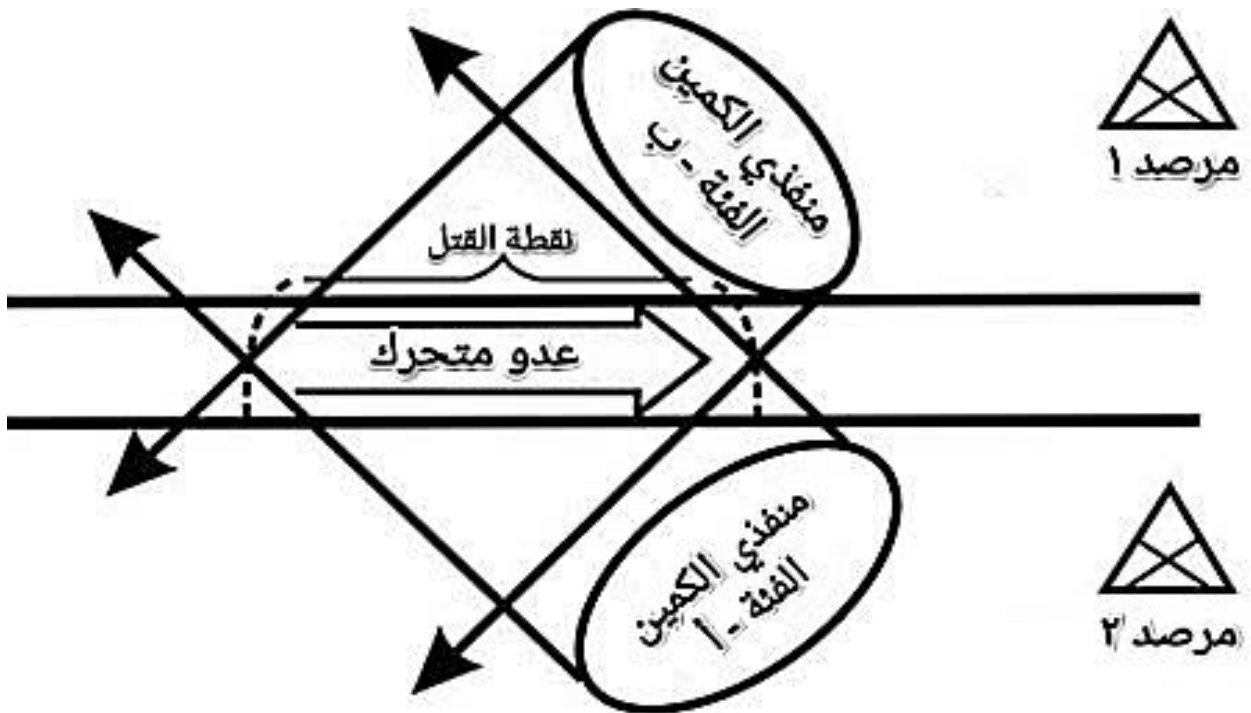 منفذي الكمين
الفئة - ب
مرصد ١
نقطة القتل
عدو متحرك
منفذي الكمين
الفئة - أ
مرصد ٢